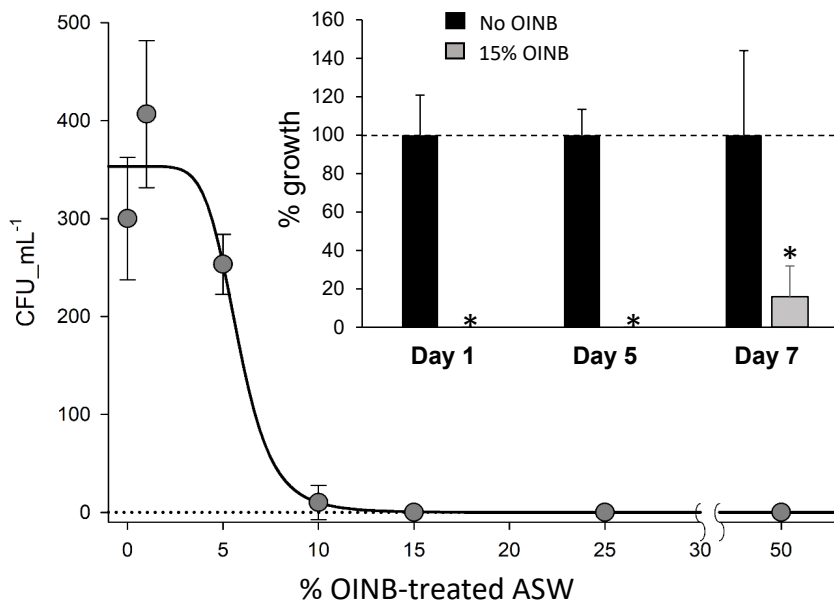 CFU_mL-1
500
400
300
200
100
0
0 5 10 15 20 25 30 50
% OINB-treated ASW
% growth
160
140
120
100
80
60
40
20
0
No OINB
15% OINB
*
*
*
Day 1 Day 5 Day 7